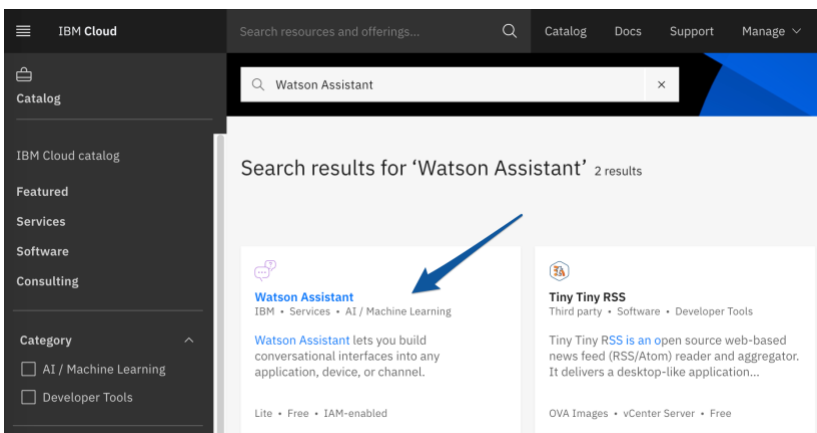 IBM Cloud
Search resources and offerings...
Catalog
Docs
Support
Manage
Catalog
Watson Assistant
IBM Cloud catalog
Featured
Services
Software
Consulting
Category
AI / Machine Learning
Developer Tools
Search results for ‘Watson Assistant’ 2 results
Watson Assistant
IBM • Services • AI / Machine Learning
Watson Assistant lets you build
conversational interfaces into any
application, device, or channel.
Lite • Free • IAM-enabled
Tiny Tiny RSS
Third party • Software • Developer Tools
Tiny Tiny RSS is an open source web-based
news feed (RSS/Atom) reader and aggregator.
It delivers a desktop-like application...
OVA Images • vCenter Server • Free